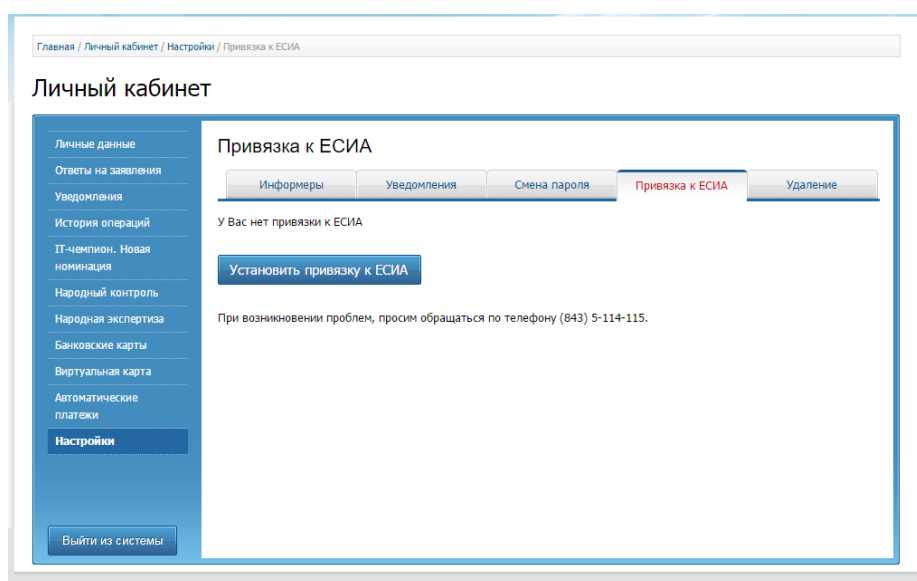 Главная / Личный кабинет / Настройки / Привязка к ЕСИА
Личный кабинет
Личные данные
Ответы на заявления
Уведомления
История операций
IT-чемпион. Новая
номинация
Народный контроль
Народная экспертиза
Банковские карты
Виртуальная карта
Автоматические
платежи
Настройки
Выйти из системы
Привязка к ЕСИА
Информеры
Уведомления
Смена пароля
Привязка к ЕСИА
Удаление
У Вас нет привязки к ЕСИА
Установить привязку к ЕСИА
При возникновении проблем, просим обращаться по телефону (843) 5-114-115.